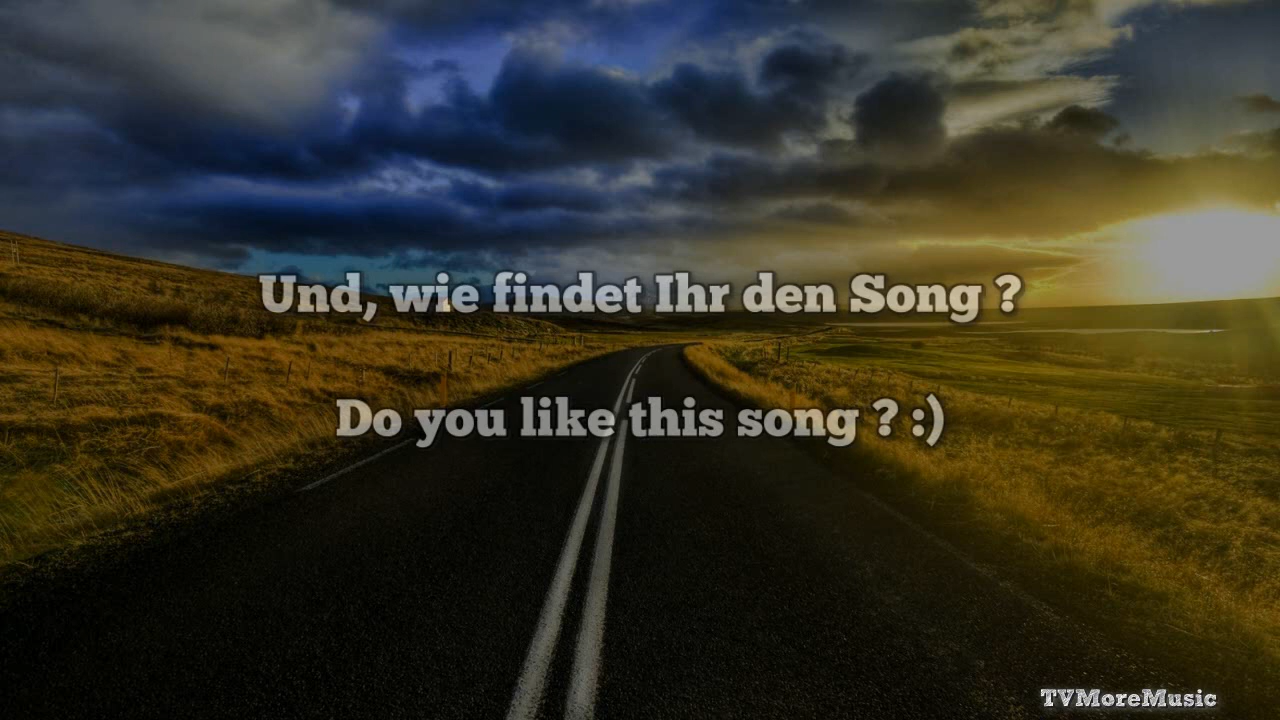 Und, wie findet Ihr den Song ?
Do you like this song ? :)
TVMoreMusic